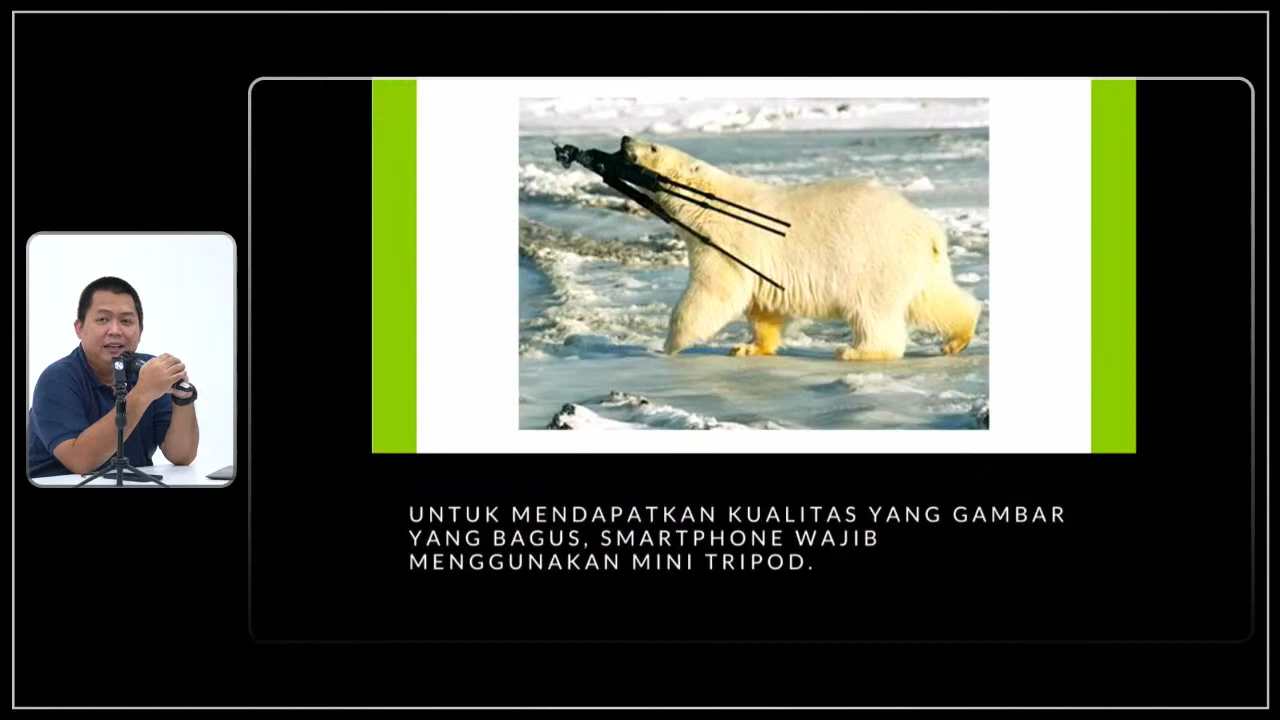 UNTUK MENDAPATKAN KUALITAS YANG GAMBAR
YANG BAGUS, SMARTPHONE WAJIB
MENGGUNAKAN MINI TRIPOD.